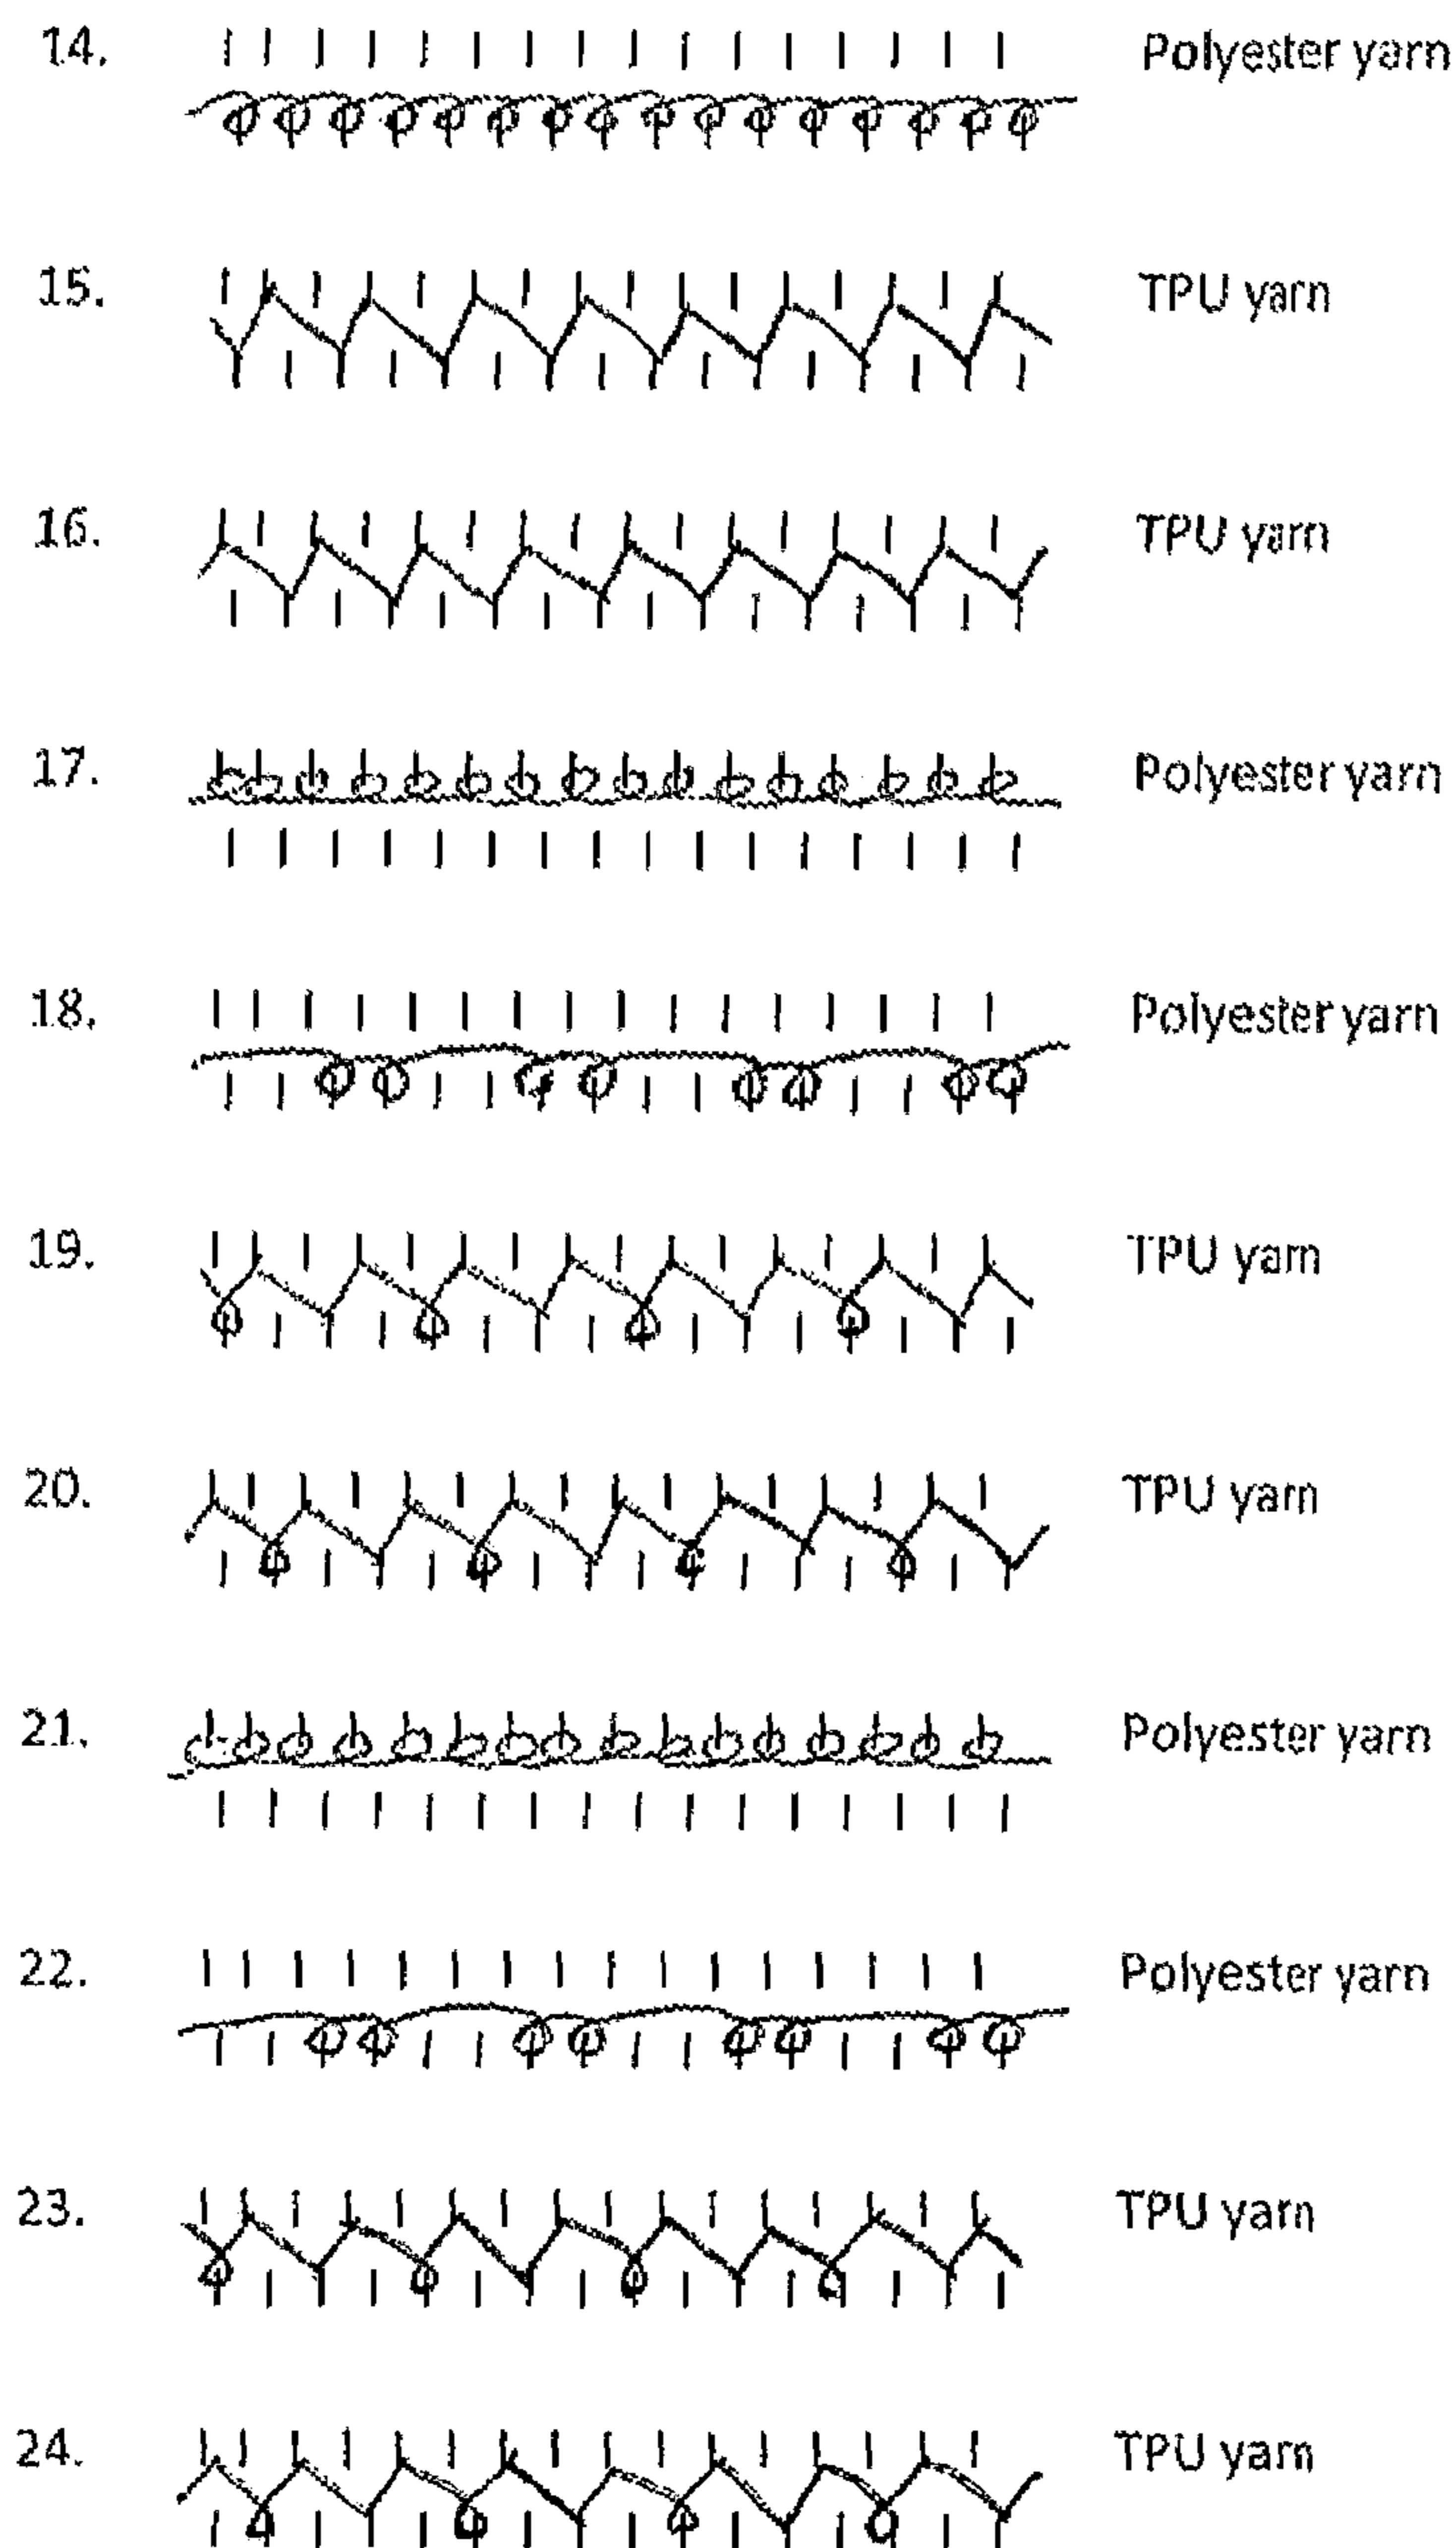 14. Polyester yarn
15. TPU yarn
16. TPU yarn
17. Polyester yarn
18. Polyester yarn
19. TPU yarn
20. TPU yarn
21. Polyester yarn
22. Polyester yarn
23. TPU yarn
24. TPU yarn